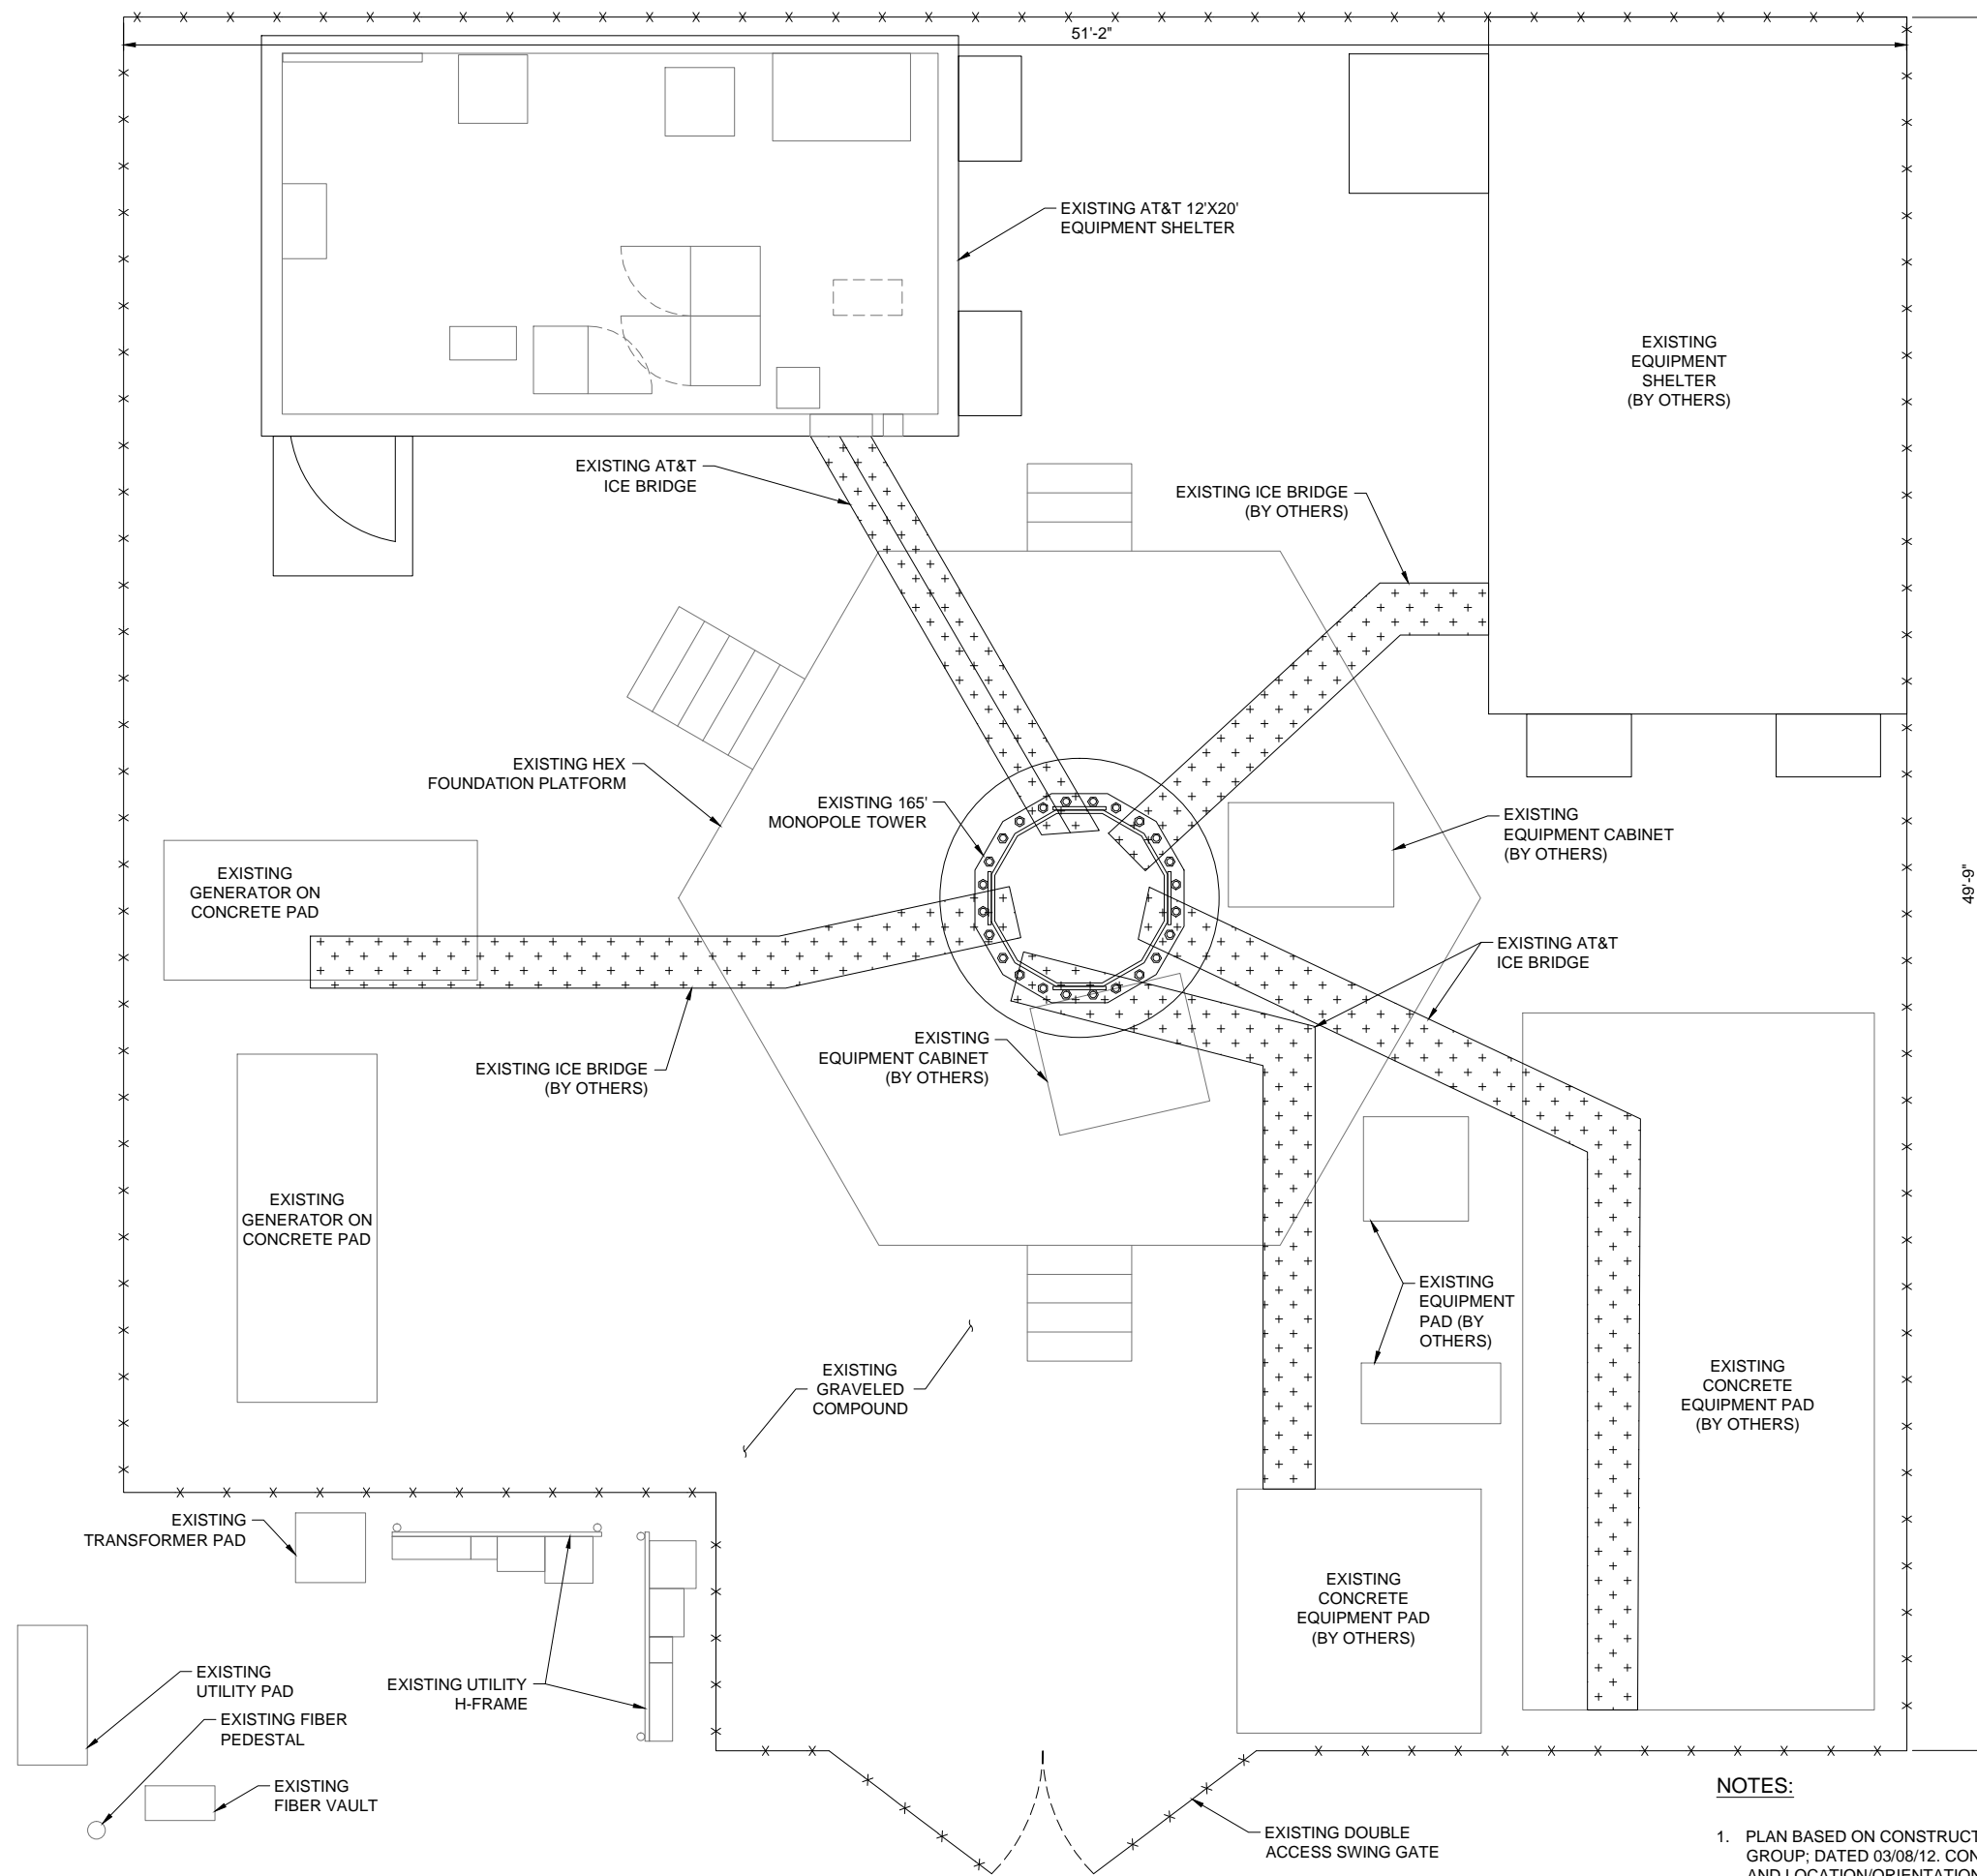 51'-2"
EXISTING AT&T 12'X20'
EQUIPMENT SHELTER
EXISTING
EQUIPMENT
SHELTER
(BY OTHERS)
EXISTING AT&T
ICE BRIDGE
EXISTING ICE BRIDGE
(BY OTHERS)
EXISTING HEX
FOUNDATION PLATFORM
EXISTING 165'
MONOPOLE TOWER
EXISTING
EQUIPMENT CABINET
(BY OTHERS)
EXISTING
GENERATOR ON
CONCRETE PAD
49'-9"
EXISTING AT&T
ICE BRIDGE
EXISTING ICE BRIDGE
(BY OTHERS)
EXISTING
EQUIPMENT CABINET
(BY OTHERS)
EXISTING
GENERATOR ON
CONCRETE PAD
EXISTING
EQUIPMENT
PAD (BY
OTHERS)
EXISTING
GRAVELED
COMPOUND
EXISTING
CONCRETE
EQUIPMENT PAD
(BY OTHERS)
EXISTING
TRANSFORMER PAD
EXISTING
CONCRETE
EQUIPMENT PAD
(BY OTHERS)
EXISTING
UTILITY PAD
EXISTING UTILITY
H-FRAME
EXISTING FIBER
PEDESTAL
EXISTING
FIBER VAULT
EXISTING DOUBLE
ACCESS SWING GATE
NOTES:
1. PLAN BASED ON CONSTRUCT
GROUP; DATED 03/08/12. CON
AND LOCATION/ORIENTATION